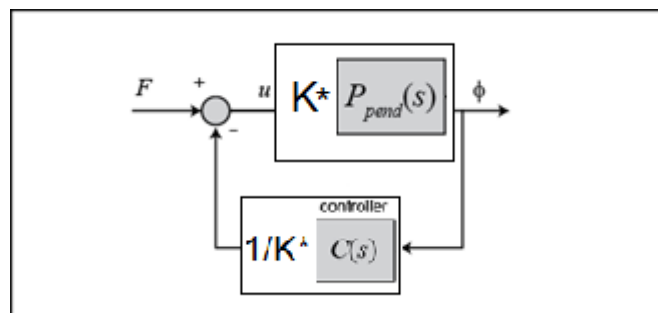 F + u K* P_pend(s) ϕ
−
controller
1/K* C(s)